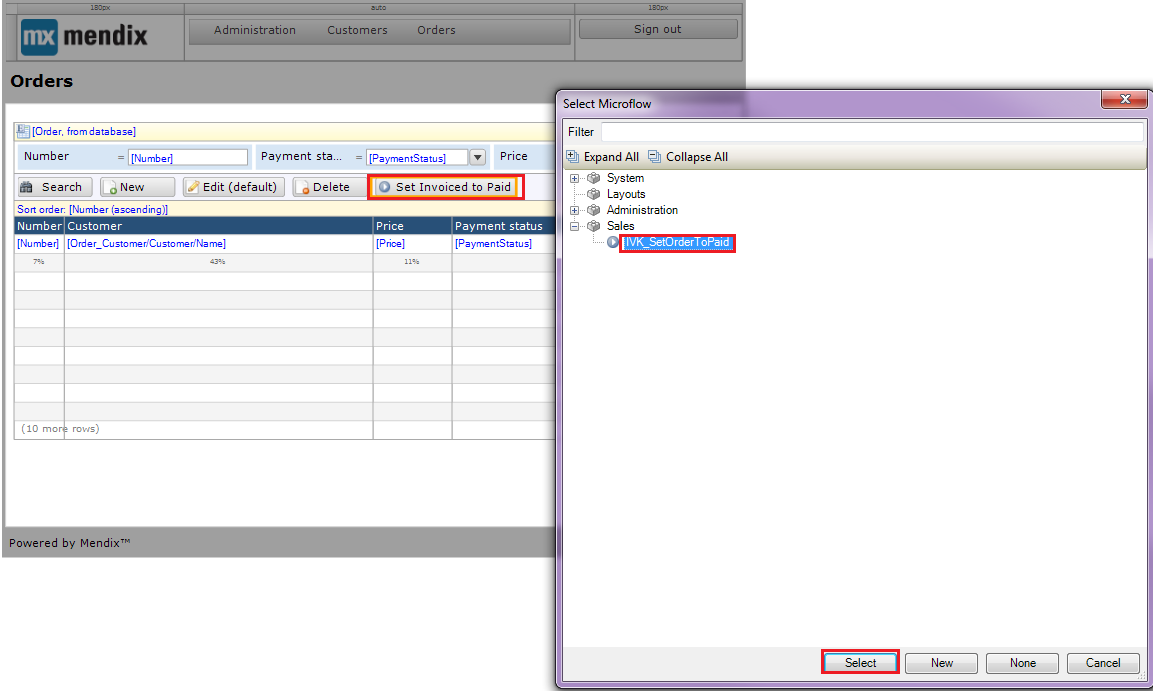 180px auto 180px
mx mendix Administration Customers Orders Sign out
Orders
[Order, from database]
Number = [Number] Payment sta... = [PaymentStatus] Price
Search New Edit (default) Delete Set Invoiced to Paid
Sort order: [Number (ascending)]
Number Customer Price Payment status
[Number] [Order_Customer/Customer/Name] [Price] [PaymentStatus]
7% 43% 11%
(10 more rows)
Powered by Mendix™
Select Microflow
Filter
Expand All Collapse All
System
Layouts
Administration
Sales
IVK_SetOrderToPaid
Select New None Cancel